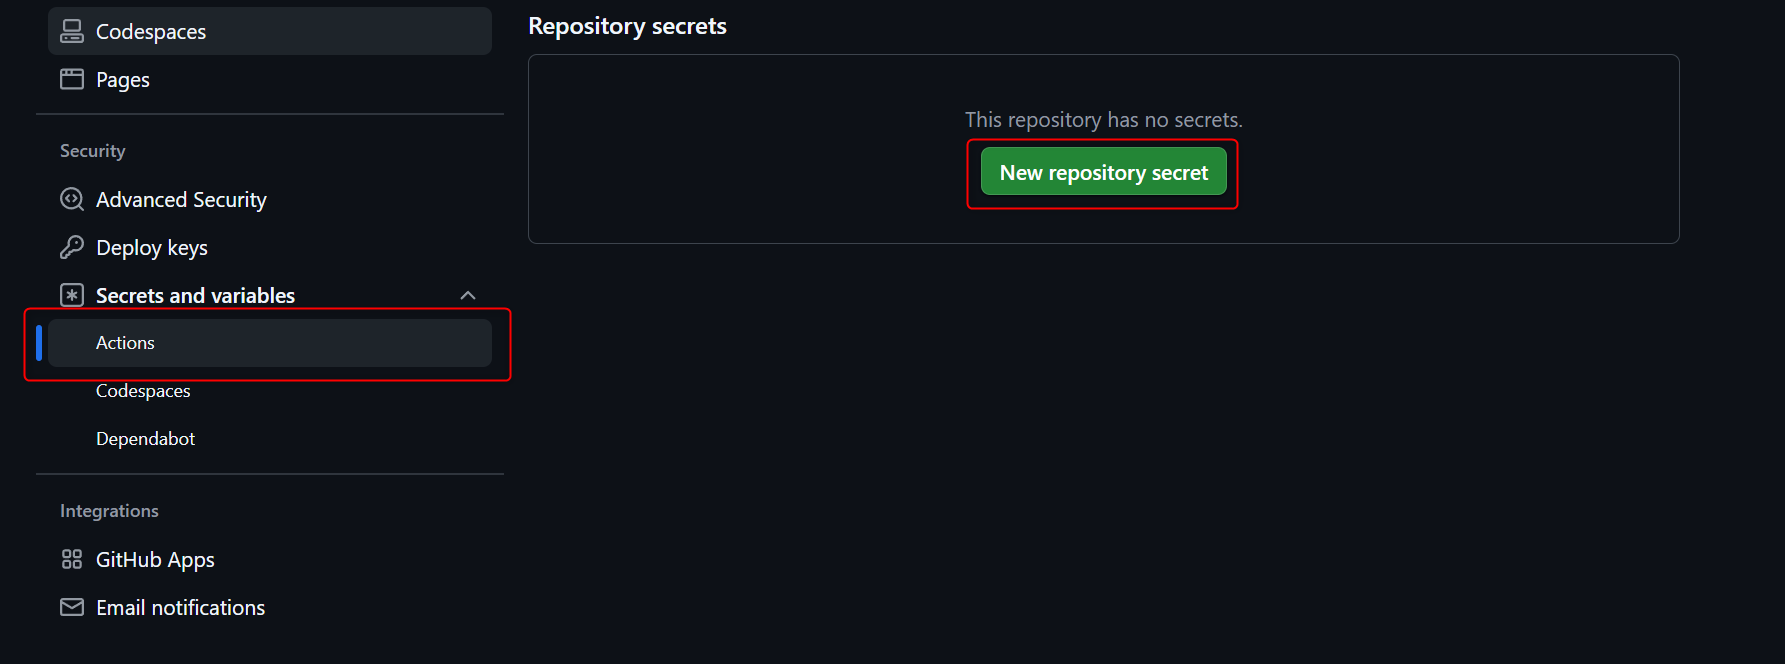 Codespaces
Pages
Security
Advanced Security
Deploy keys
Secrets and variables
Actions
Codespaces
Dependabot
Integrations
GitHub Apps
Email notifications
Repository secrets
This repository has no secrets.
New repository secret